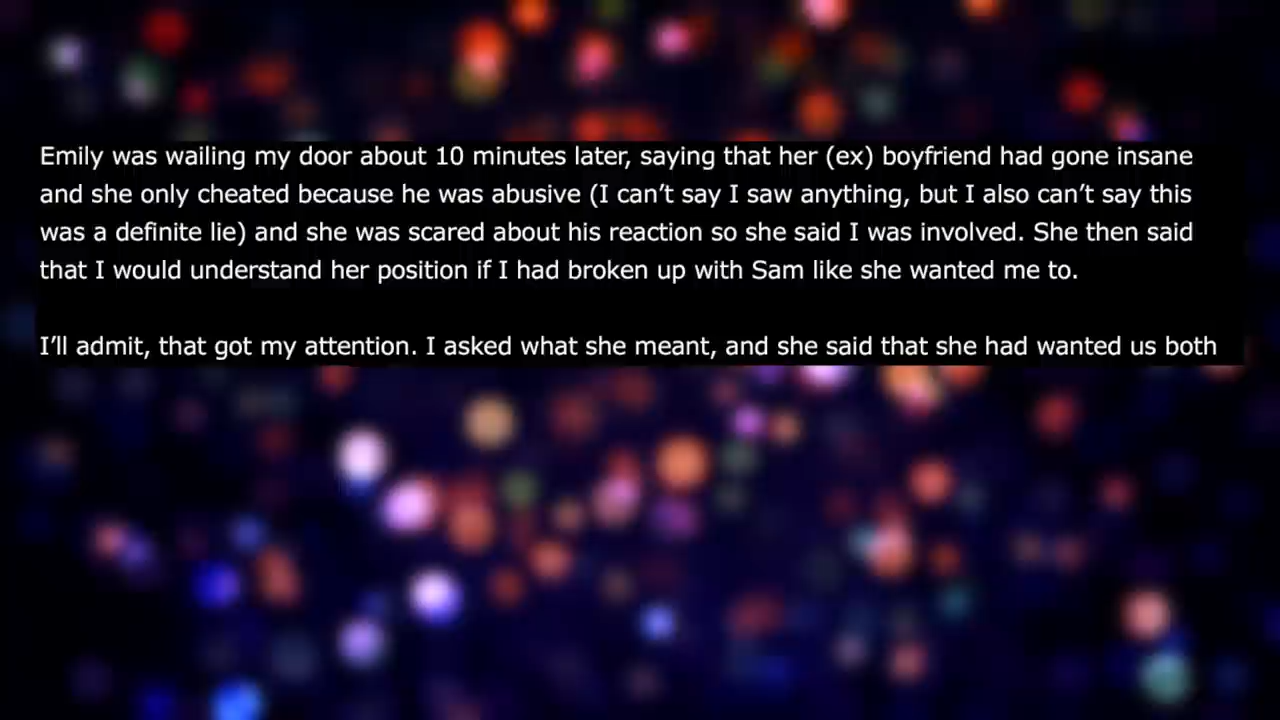 Emily was wailing my door about 10 minutes later, saying that her (ex) boyfriend had gone insane
and she only cheated because he was abusive (I can’t say I saw anything, but I also can’t say this
was a definite lie) and she was scared about his reaction so she said I was involved. She then said
that I would understand her position if I had broken up with Sam like she wanted me to.
I’ll admit, that got my attention. I asked what she meant, and she said that she had wanted us both